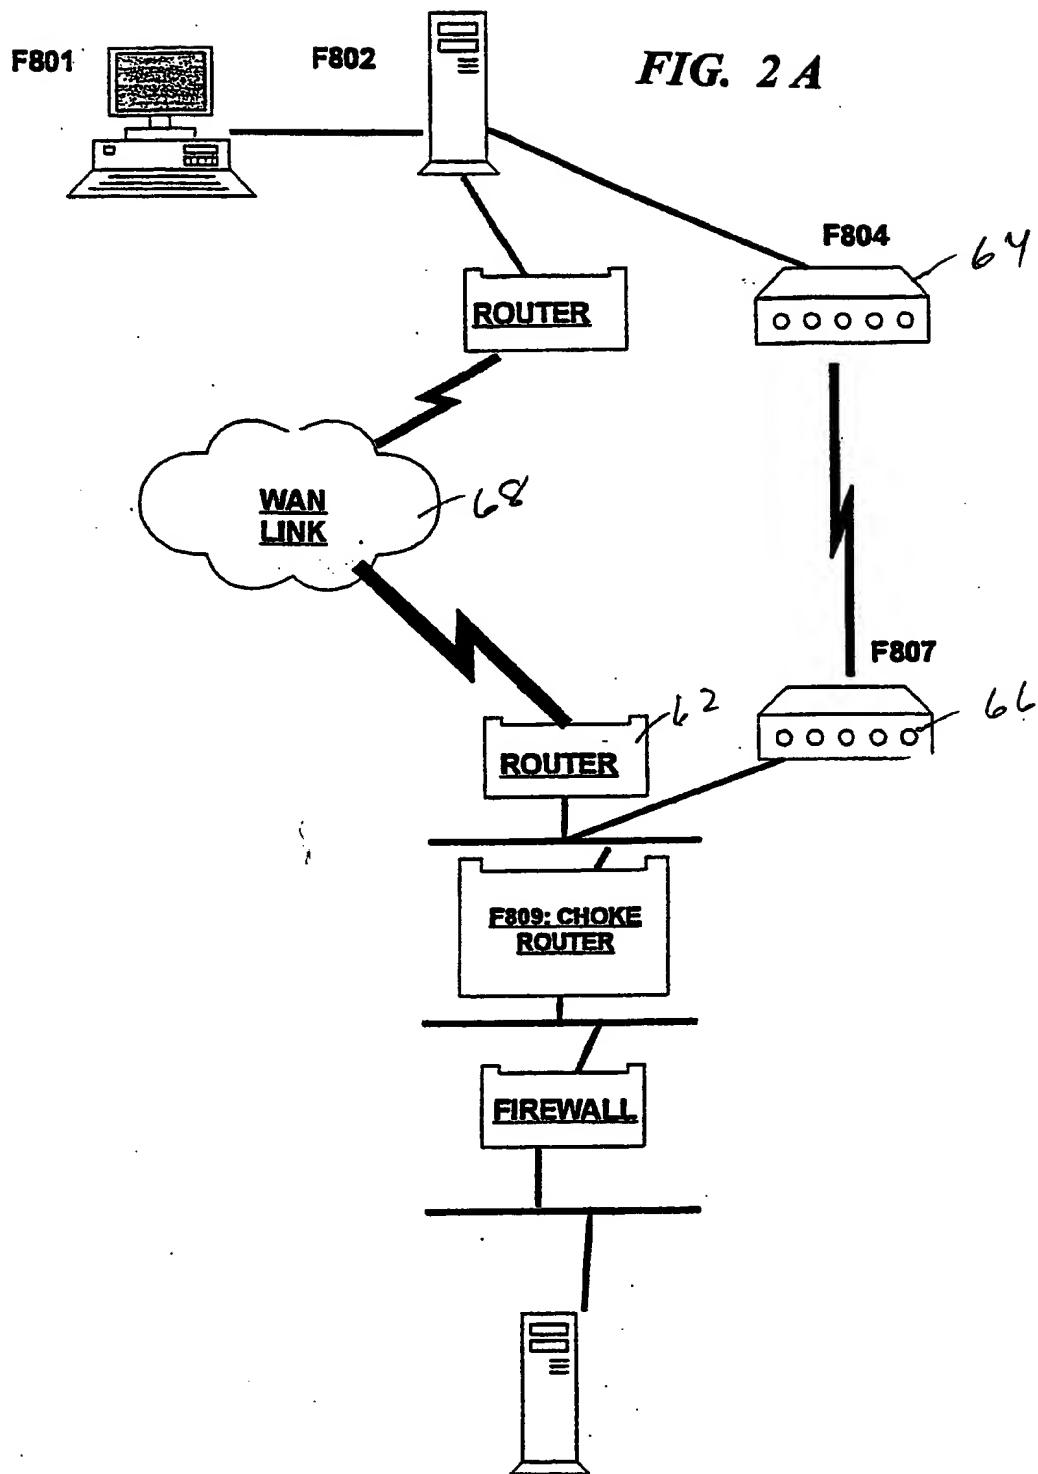 F801
F802
FIG. 2 A
F804
64
ROUTER
WAN
LINK
68
F807
62
66
ROUTER
F809: CHOKE
ROUTER
FIREWALL